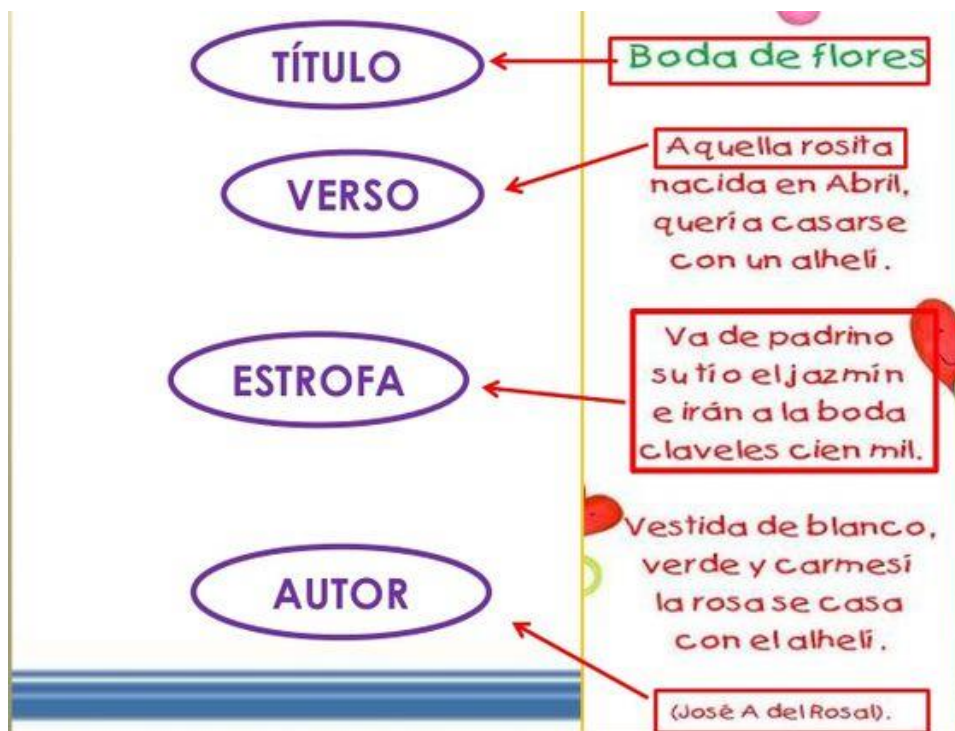 TÍTULO
Boda de flores
VERSO
Aquella rosita
nacida en Abril,
quería casarse
con un alhelí.
ESTROFA
Va de padrino
su tío el jazmín
e irán a la boda
claveles cien mil.
AUTOR
Vestida de blanco,
verde y carmesí
la rosa se casa
con el alhelí.
(José A del Rosal).